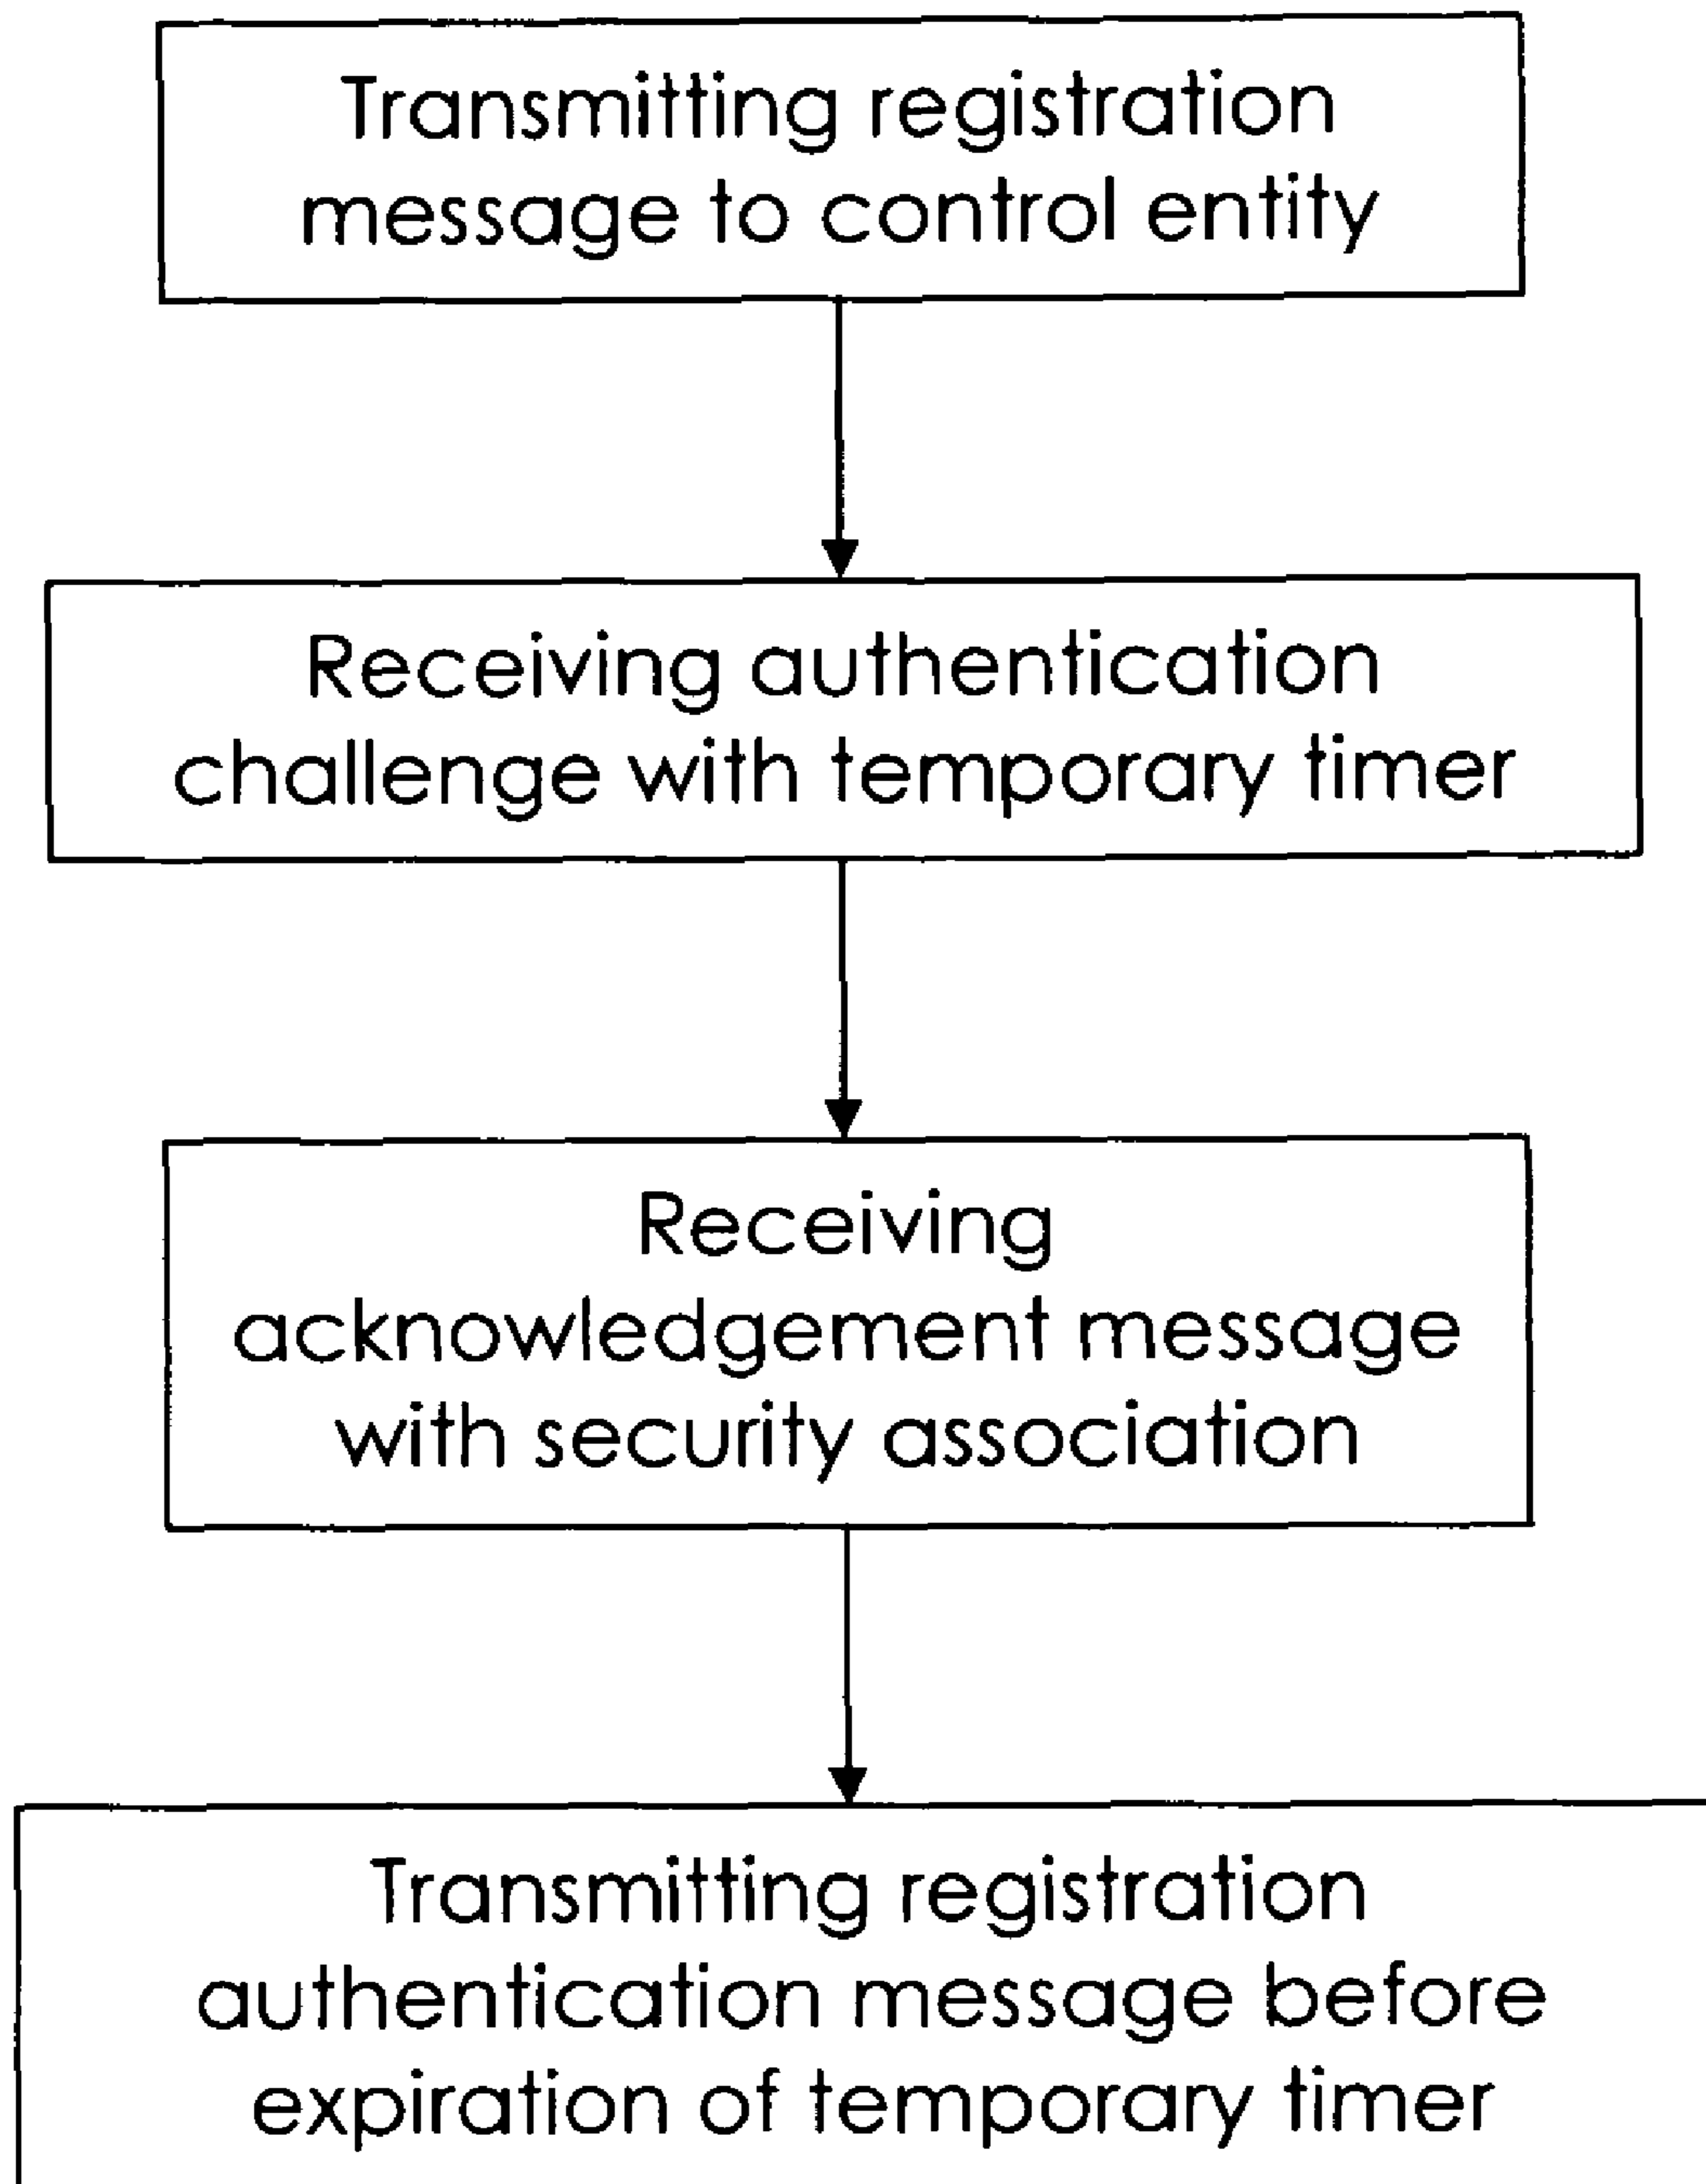 Transmitting registration
message to control entity
Receiving authentication
challenge with temporary timer
Receiving
acknowledgement message
with security association
Transmitting registration
authentication message before
expiration of temporary timer